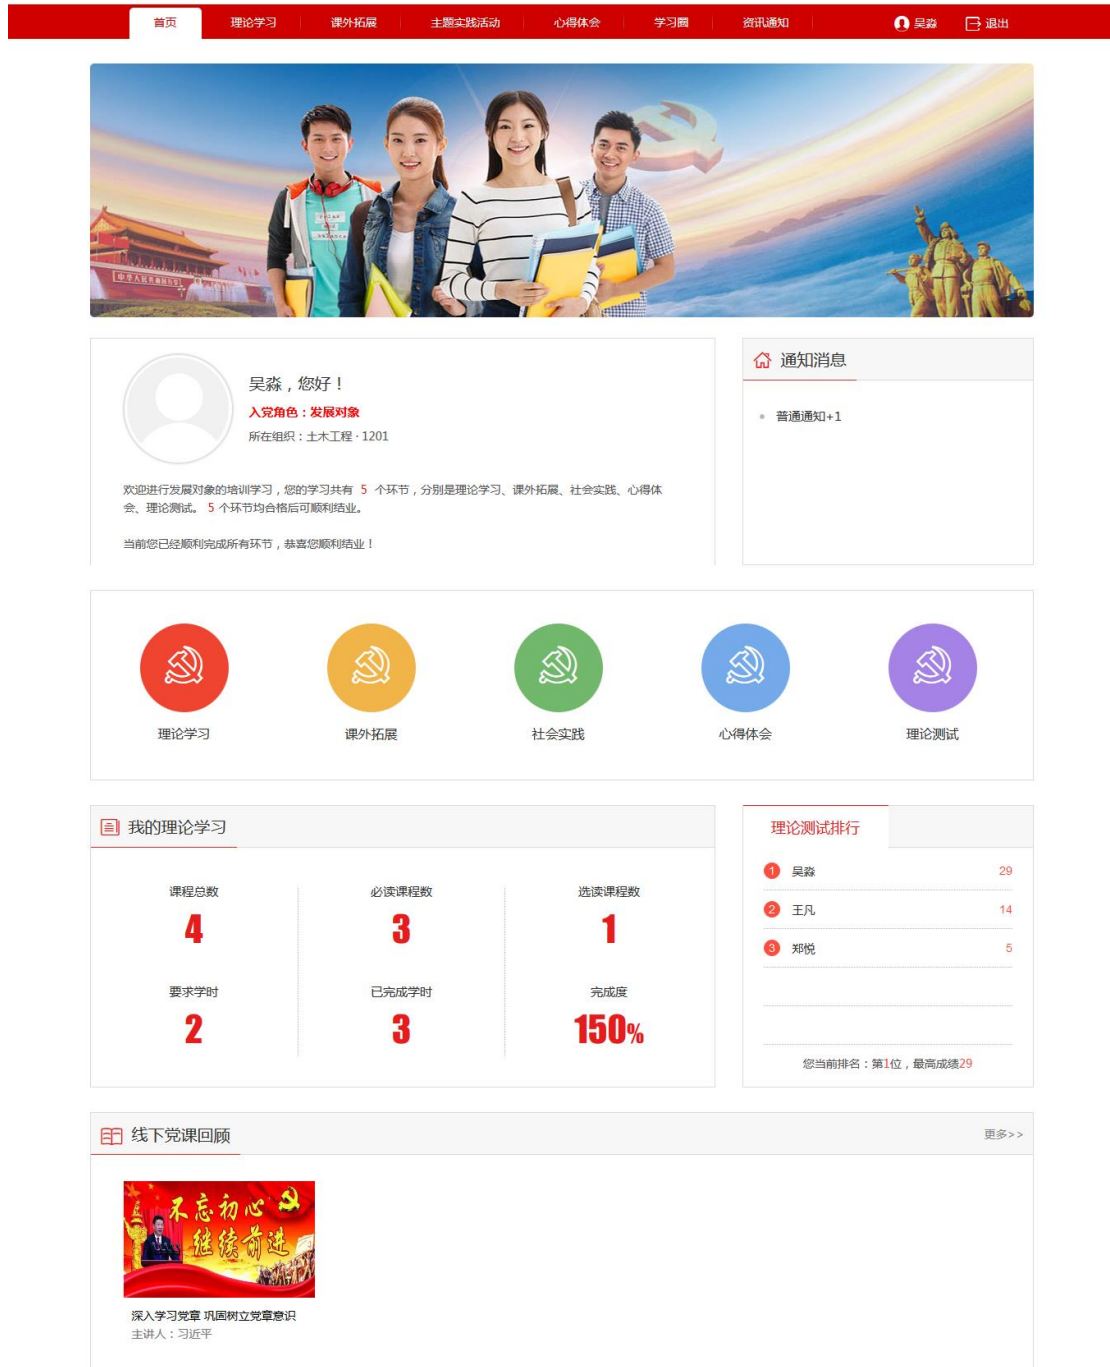 首页 理论学习 课外拓展 主题实践活动 心得体会 学习圈 资讯通知 吴淼 退出
中华人民共和国万岁
吴淼，您好！
入党角色：发展对象
所在组织：土木工程 · 1201
欢迎进行发展对象的培训学习，您的学习共有 5 个环节，分别是理论学习、课外拓展、社会实践、心得体
会、理论测试。 5 个环节均合格后可顺利结业。
当前您已经顺利完成所有环节，恭喜您顺利结业！
通知消息
普通通知+1
理论学习 课外拓展 社会实践 心得体会 理论测试
我的理论学习
课程总数 必读课程数 选读课程数
4 3 1
要求学时 已完成学时 完成度
2 3 150%
理论测试排行
1 吴淼 29
2 王凡 14
3 郑悦 5
您当前排名：第1位，最高成绩29
线下党课回顾 更多>>
不忘初心
继续前进
深入学习党章 巩固树立党章意识
主讲人：习近平